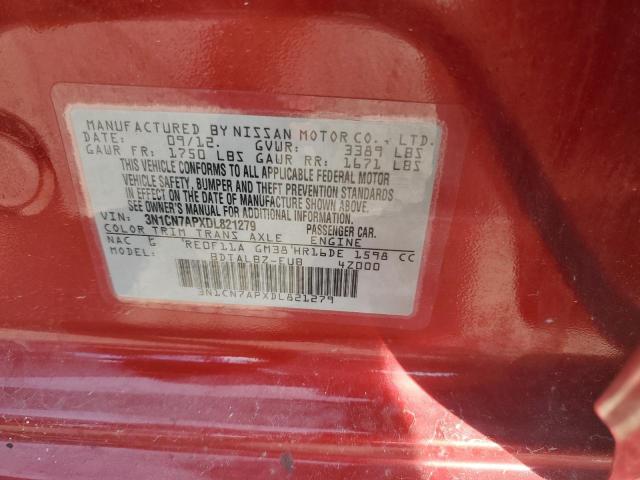 MANUFACTURED BY NISSAN MOTOR CO., LTD.
DATE: 09/12. GVWR: 3389 LBS
GAWR FR: 1750 LBS GAWR RR: 1671 LBS
THIS VEHICLE CONFORMS TO ALL APPLICABLE FEDERAL MOTOR
VEHICLE SAFETY, BUMPER AND THEFT PREVENTION STANDARDS
IN EFFECT ON THE DATE OF MANUFACTURE SHOWN ABOVE.
SEE OWNER'S MANUAL FOR ADDITIONAL INFORMATION
VIN: 3N1CN7APXDL821279 PASSENGER CAR.
COLOR TRIM TRANS AXLE ENGINE
NAC G RE0F11A GM38 HR16DE 1598 CC
MODEL: BDTALBZ-EUB 4Z000
3N1CN7APXDL821279